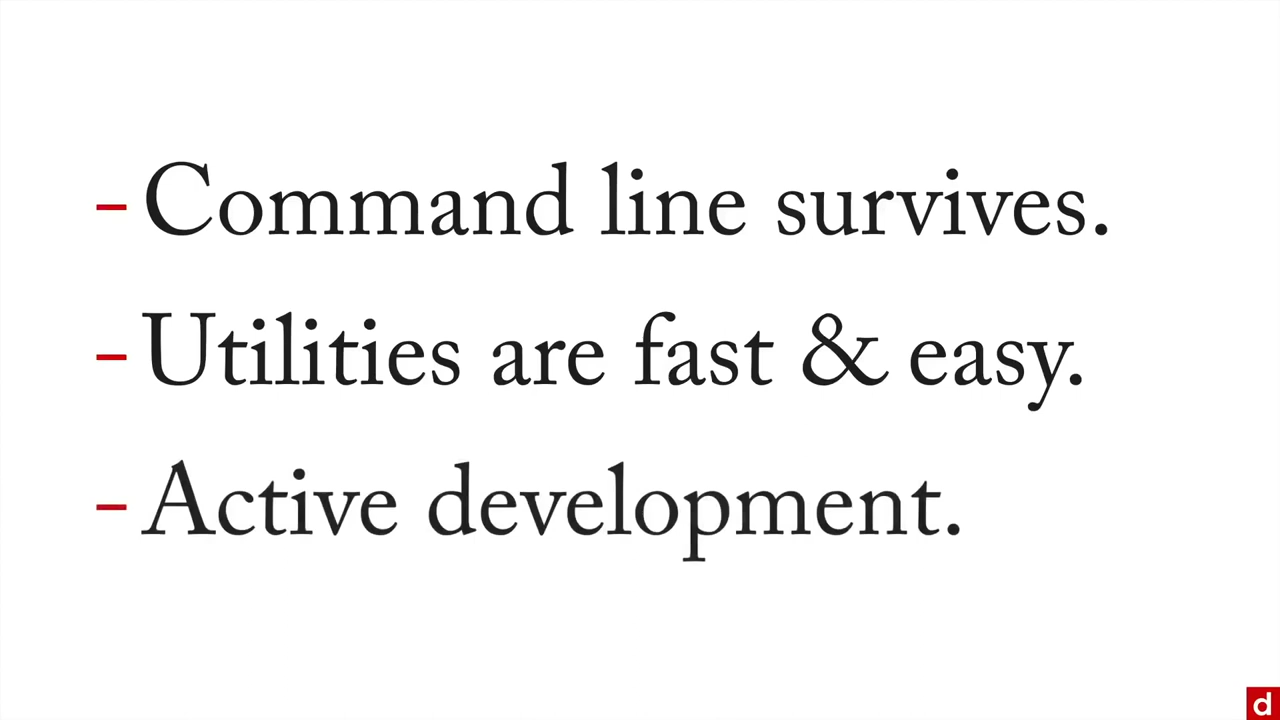 - Command line survives.
- Utilities are fast & easy.
- Active development.
d